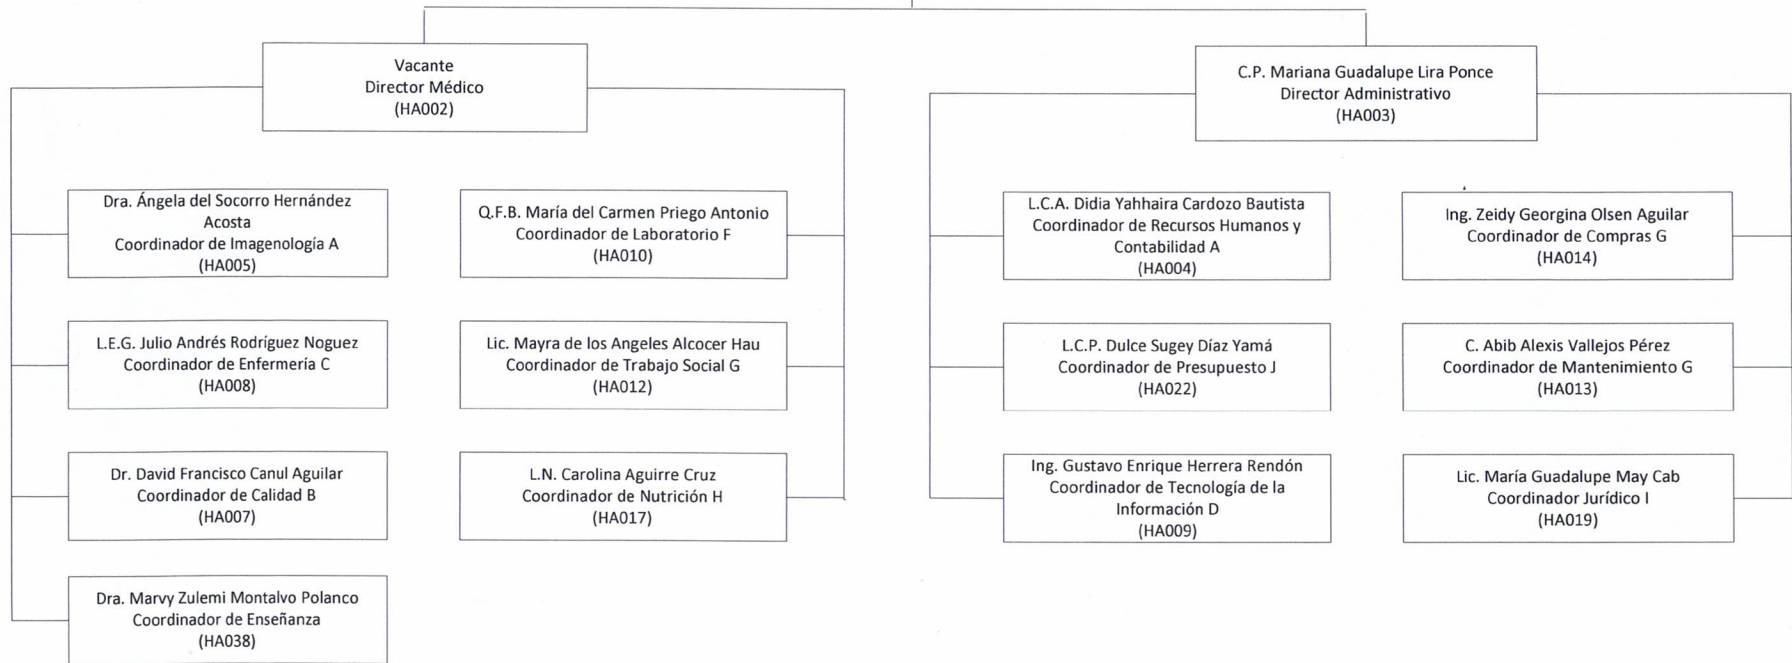 Vacante
Director Médico
(HA002)
C.P. Mariana Guadalupe Lira Ponce
Director Administrativo
(HA003)
Dra. Ángela del Socorro Hernández
Acosta
Coordinador de Imagenología A
(HA005)
Q.F.B. María del Carmen Priego Antonio
Coordinador de Laboratorio F
(HA010)
L.C.A. Didia Yahhaira Cardozo Bautista
Coordinador de Recursos Humanos y
Contabilidad A
(HA004)
Ing. Zeidy Georgina Olsen Aguilar
Coordinador de Compras G
(HA014)
L.E.G. Julio Andrés Rodríguez Noguez
Coordinador de Enfermería C
(HA008)
Lic. Mayra de los Angeles Alcocer Hau
Coordinador de Trabajo Social G
(HA012)
L.C.P. Dulce Sugey Díaz Yamá
Coordinador de Presupuesto J
(HA022)
C. Abib Alexis Vallejos Pérez
Coordinador de Mantenimiento G
(HA013)
Dr. David Francisco Canul Aguilar
Coordinador de Calidad B
(HA007)
L.N. Carolina Aguirre Cruz
Coordinador de Nutrición H
(HA017)
Ing. Gustavo Enrique Herrera Rendón
Coordinador de Tecnología de la
Información D
(HA009)
Lic. María Guadalupe May Cab
Coordinador Jurídico I
(HA019)
Dra. Marvy Zulemi Montalvo Polanco
Coordinador de Enseñanza
(HA038)